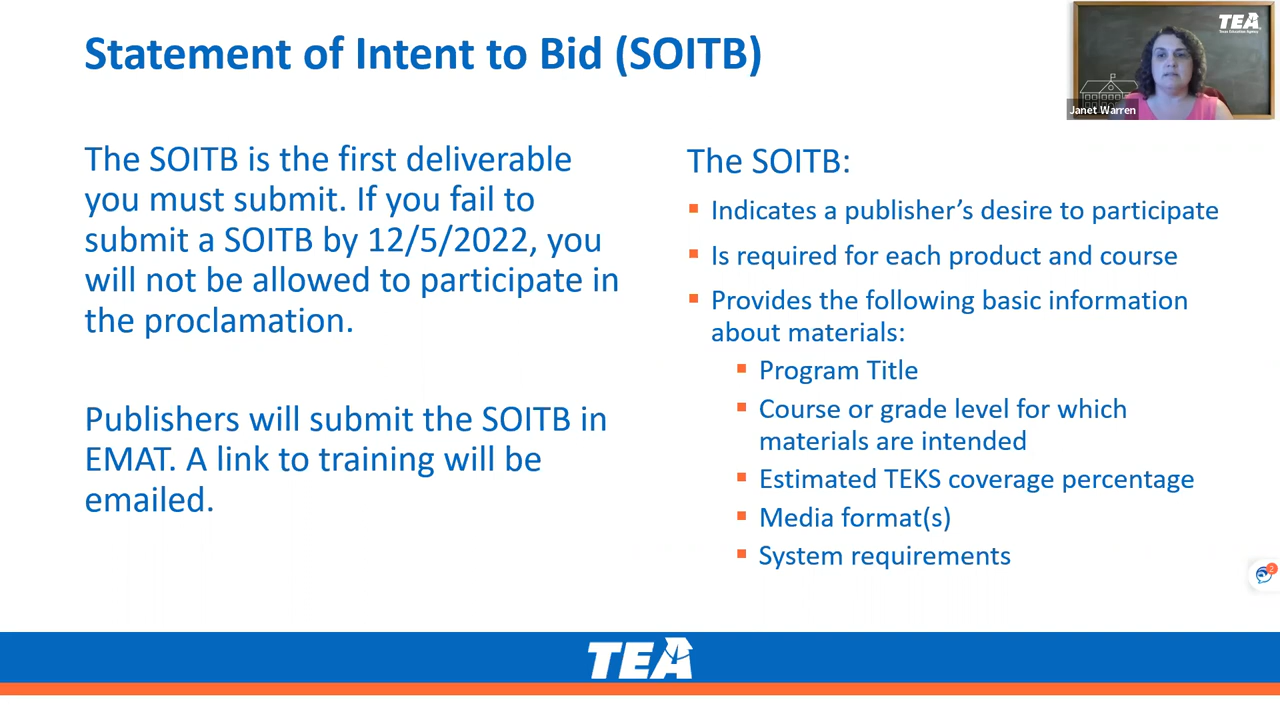 Statement of Intent to Bid (SOITB)
TEA
Texas Education Agency
Janet Warren
The SOITB is the first deliverable
you must submit. If you fail to
submit a SOITB by 12/5/2022, you
will not be allowed to participate in
the proclamation.
Publishers will submit the SOITB in
EMAT. A link to training will be
emailed.
The SOITB:
Indicates a publisher’s desire to participate
Is required for each product and course
Provides the following basic information
about materials:
Program Title
Course or grade level for which
materials are intended
Estimated TEKS coverage percentage
Media format(s)
System requirements
2
TEA